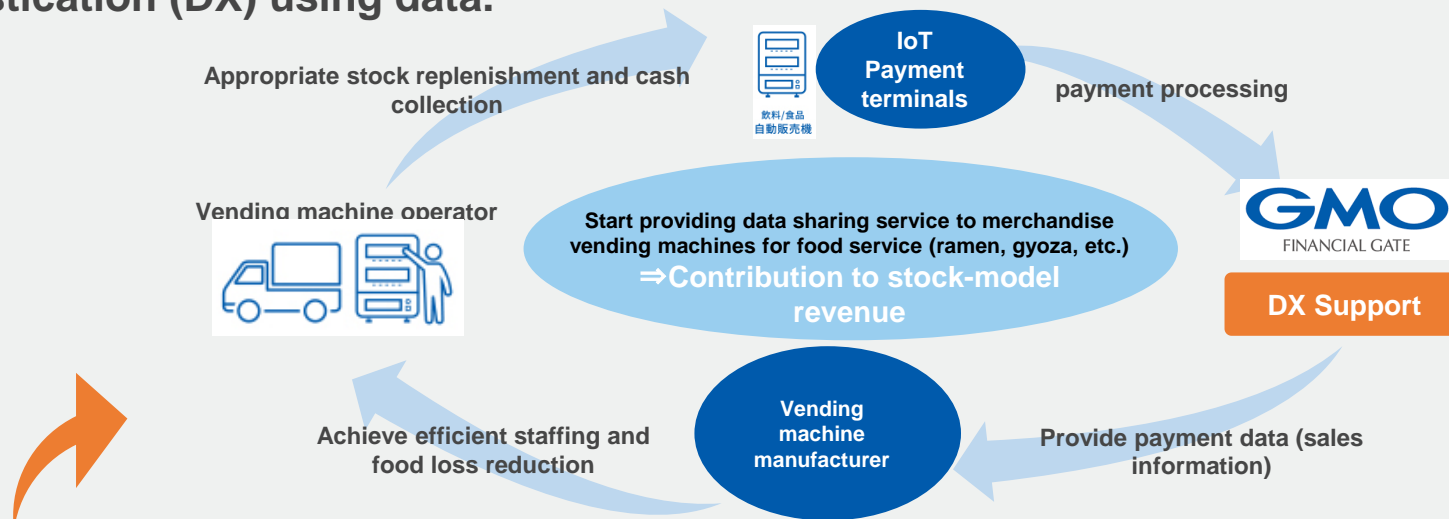 stication (DX) using data.
IoT
Payment
terminals
飲料/食品
自動販売機
Appropriate stock replenishment and cash
collection
payment processing
Vending machine operator
Start providing data sharing service to merchandise
vending machines for food service (ramen, gyoza, etc.)
⇒Contribution to stock-model
revenue
GMO
FINANCIAL GATE
DX Support
Vending
machine
manufacturer
Achieve efficient staffing and
food loss reduction
Provide payment data (sales
information)